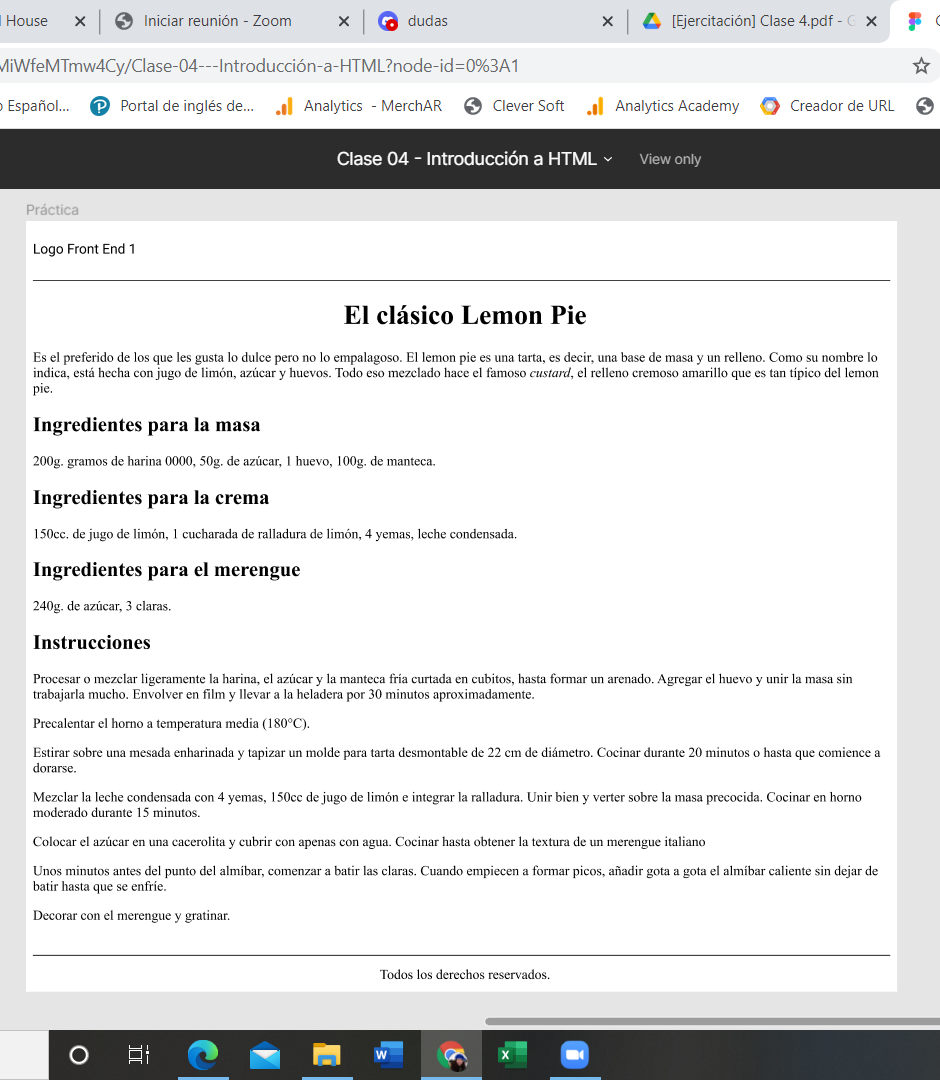 l House
Iniciar reunión - Zoom
dudas
[Ejercitación] Clase 4.pdf - G
MiWfeMTmw4Cy/Clase-04---Introducción-a-HTML?node-id=0%3A1
o Español...
Portal de inglés de...
Analytics - MerchAR
Clever Soft
Analytics Academy
Creador de URL
Clase 04 - Introducción a HTML
View only
Práctica
Logo Front End 1
El clásico Lemon Pie
Es el preferido de los que les gusta lo dulce pero no lo empalagoso. El lemon pie es una tarta, es decir, una base de masa y un relleno. Como su nombre lo
indica, está hecha con jugo de limón, azúcar y huevos. Todo eso mezclado hace el famoso custard, el relleno cremoso amarillo que es tan típico del lemon
pie.
Ingredientes para la masa
200g. gramos de harina 0000, 50g. de azúcar, 1 huevo, 100g. de manteca.
Ingredientes para la crema
150cc. de jugo de limón, 1 cucharada de ralladura de limón, 4 yemas, leche condensada.
Ingredientes para el merengue
240g. de azúcar, 3 claras.
Instrucciones
Procesar o mezclar ligeramente la harina, el azúcar y la manteca fría curtada en cubitos, hasta formar un arenado. Agregar el huevo y unir la masa sin
trabajarla mucho. Envolver en film y llevar a la heladera por 30 minutos aproximadamente.
Precalentar el horno a temperatura media (180°C).
Estirar sobre una mesada enharinada y tapizar un molde para tarta desmontable de 22 cm de diámetro. Cocinar durante 20 minutos o hasta que comience a
dorarse.
Mezclar la leche condensada con 4 yemas, 150cc de jugo de limón e integrar la ralladura. Unir bien y verter sobre la masa precocida. Cocinar en horno
moderado durante 15 minutos.
Colocar el azúcar en una cacerolita y cubrir con apenas con agua. Cocinar hasta obtener la textura de un merengue italiano
Unos minutos antes del punto del almíbar, comenzar a batir las claras. Cuando empiecen a formar picos, añadir gota a gota el almíbar caliente sin dejar de
batir hasta que se enfríe.
Decorar con el merengue y gratinar.
Todos los derechos reservados.